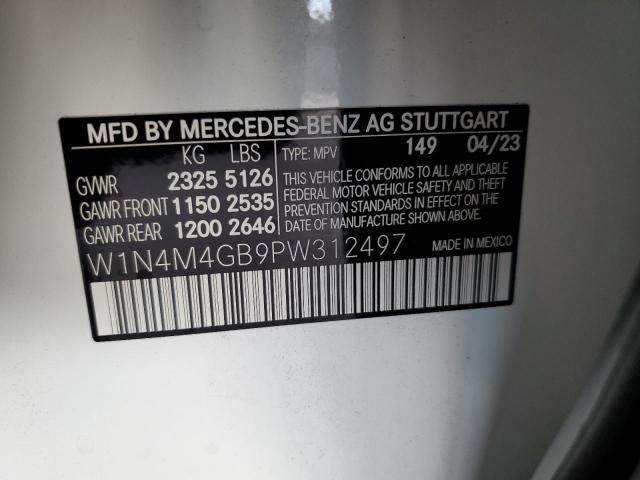 MFD BY MERCEDES-BENZ AG STUTTGART
KG LBS TYPE: MPV 149 04/23
GVWR 2325 5126
GAWR FRONT 1150 2535
GAWR REAR 1200 2646
THIS VEHICLE CONFORMS TO ALL APPLICABLE
FEDERAL MOTOR VEHICLE SAFETY AND THEFT
PREVENTION STANDARDS IN EFFECT ON THE
DATE OF MANUFACTURE SHOWN ABOVE.
W1N4M4GB9PW312497 MADE IN MEXICO